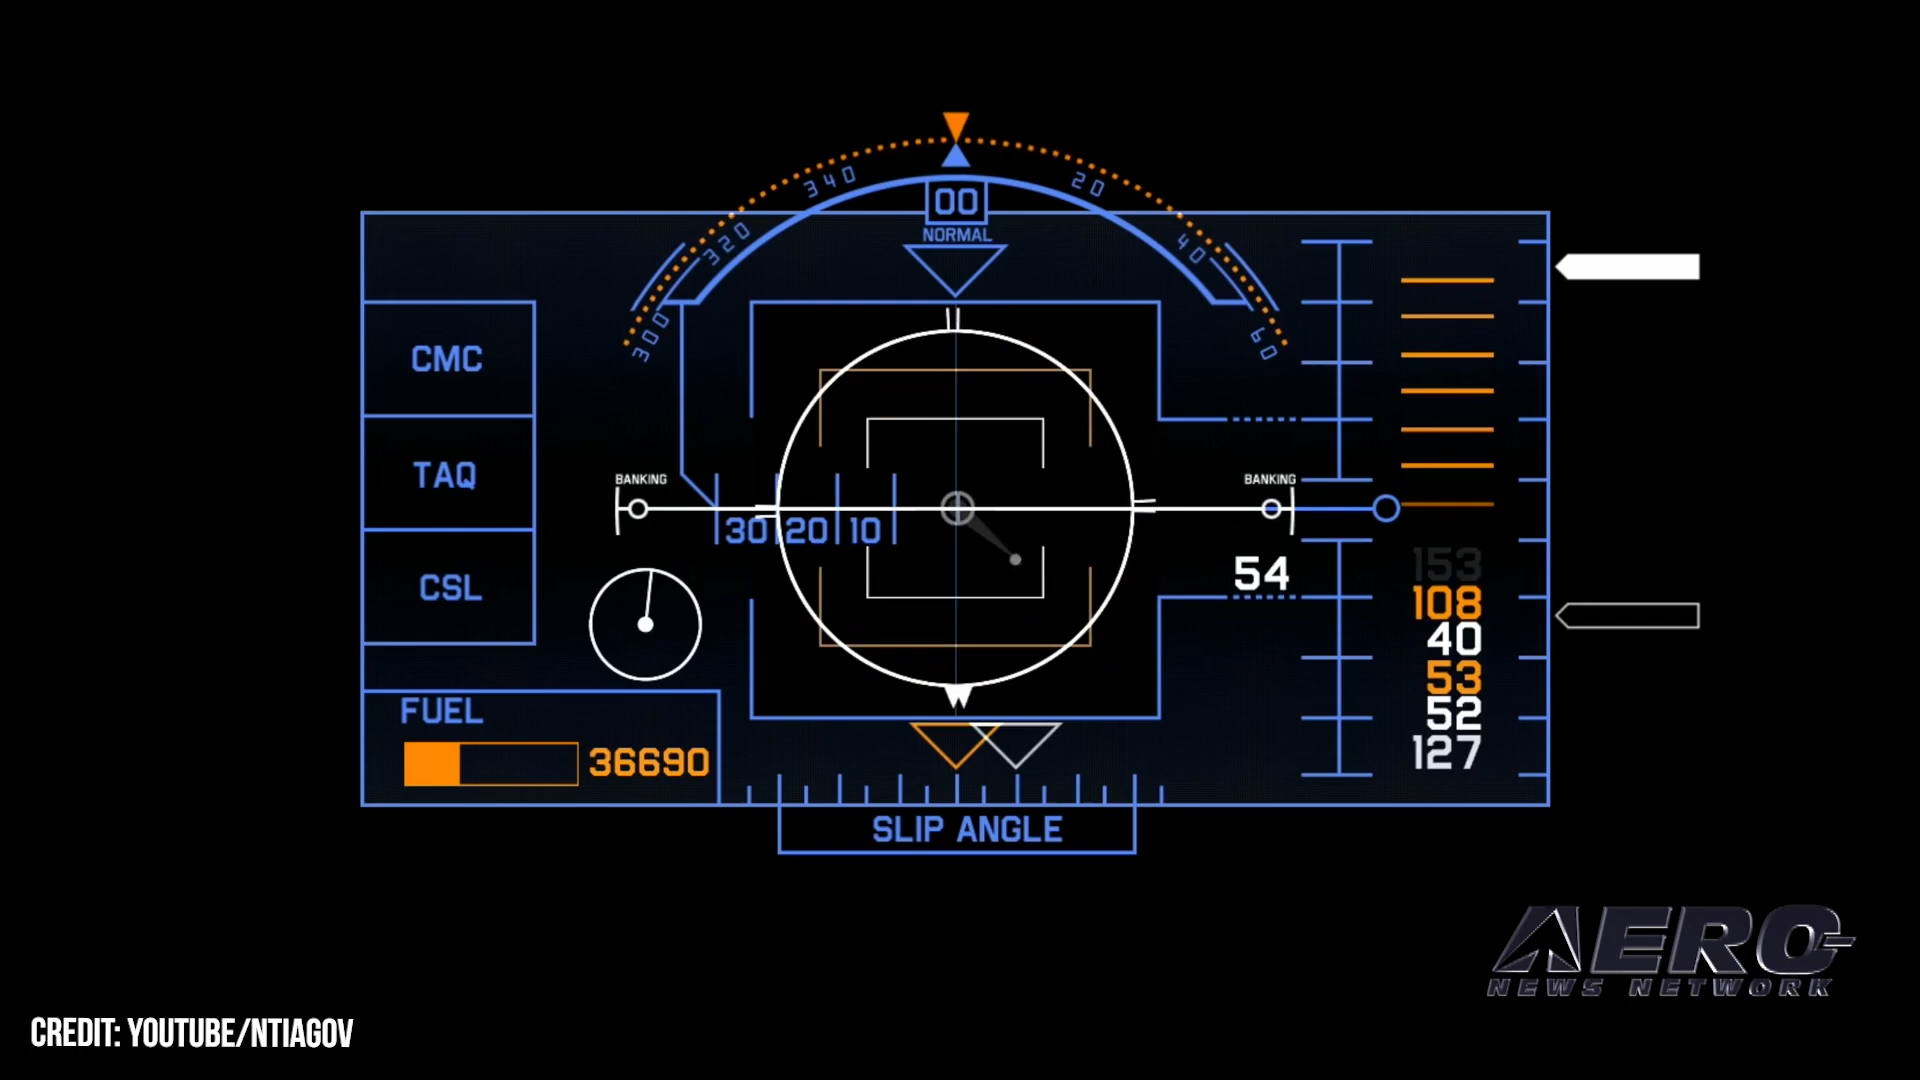 340
20
00
320
40
NORMAL
300
60
CMC
TAQ
BANKING
BANKING
30 20 10
54
153
CSL
108
40
53
52
FUEL
127
36690
SLIP ANGLE
AERO
NEWS NETWORK
CREDIT: YOUTUBE/NTIAGOV